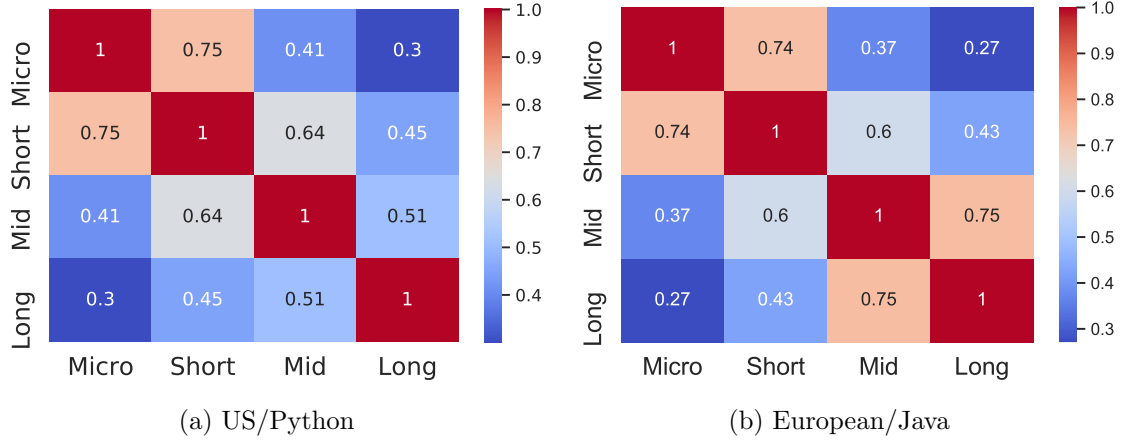 Micro 1 0.75 0.41 0.3
Short 0.75 1 0.64 0.45
Mid 0.41 0.64 1 0.51
Long 0.3 0.45 0.51 1
Micro Short Mid Long
1.0
0.9
0.8
0.7
0.6
0.5
0.4
(a) US/Python
Micro 1 0.74 0.37 0.27
Short 0.74 1 0.6 0.43
Mid 0.37 0.6 1 0.75
Long 0.27 0.43 0.75 1
Micro Short Mid Long
1.0
0.9
0.8
0.7
0.6
0.5
0.4
0.3
(b) European/Java